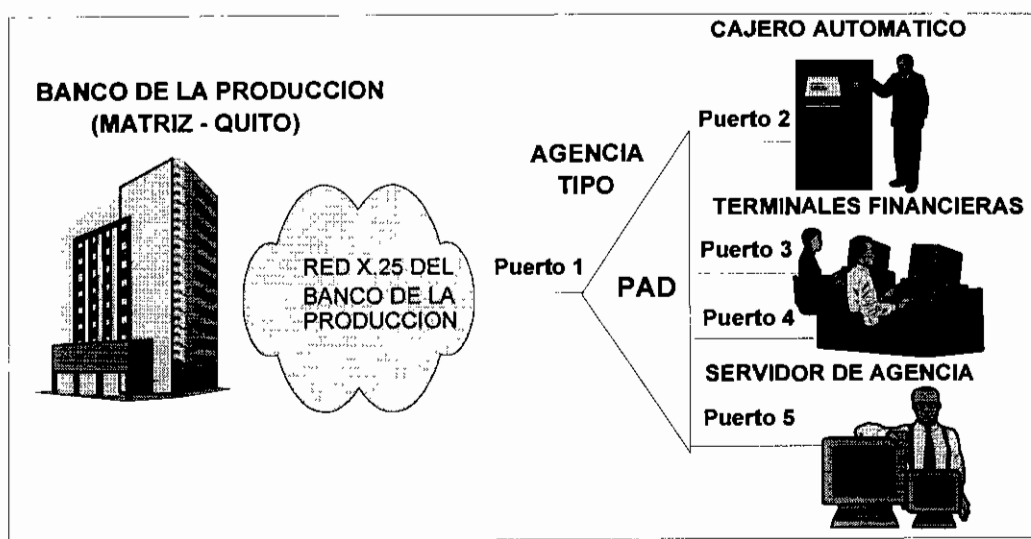 BANCO DE LA PRODUCCION
(MATRIZ - QUITO)
RED X.25 DEL
BANCO DE LA
PRODUCCION
AGENCIA
TIPO
Puerto 1
PAD
CAJERO AUTOMATICO
Puerto 2
TERMINALES FINANCIERAS
Puerto 3
Puerto 4
SERVIDOR DE AGENCIA
Puerto 5